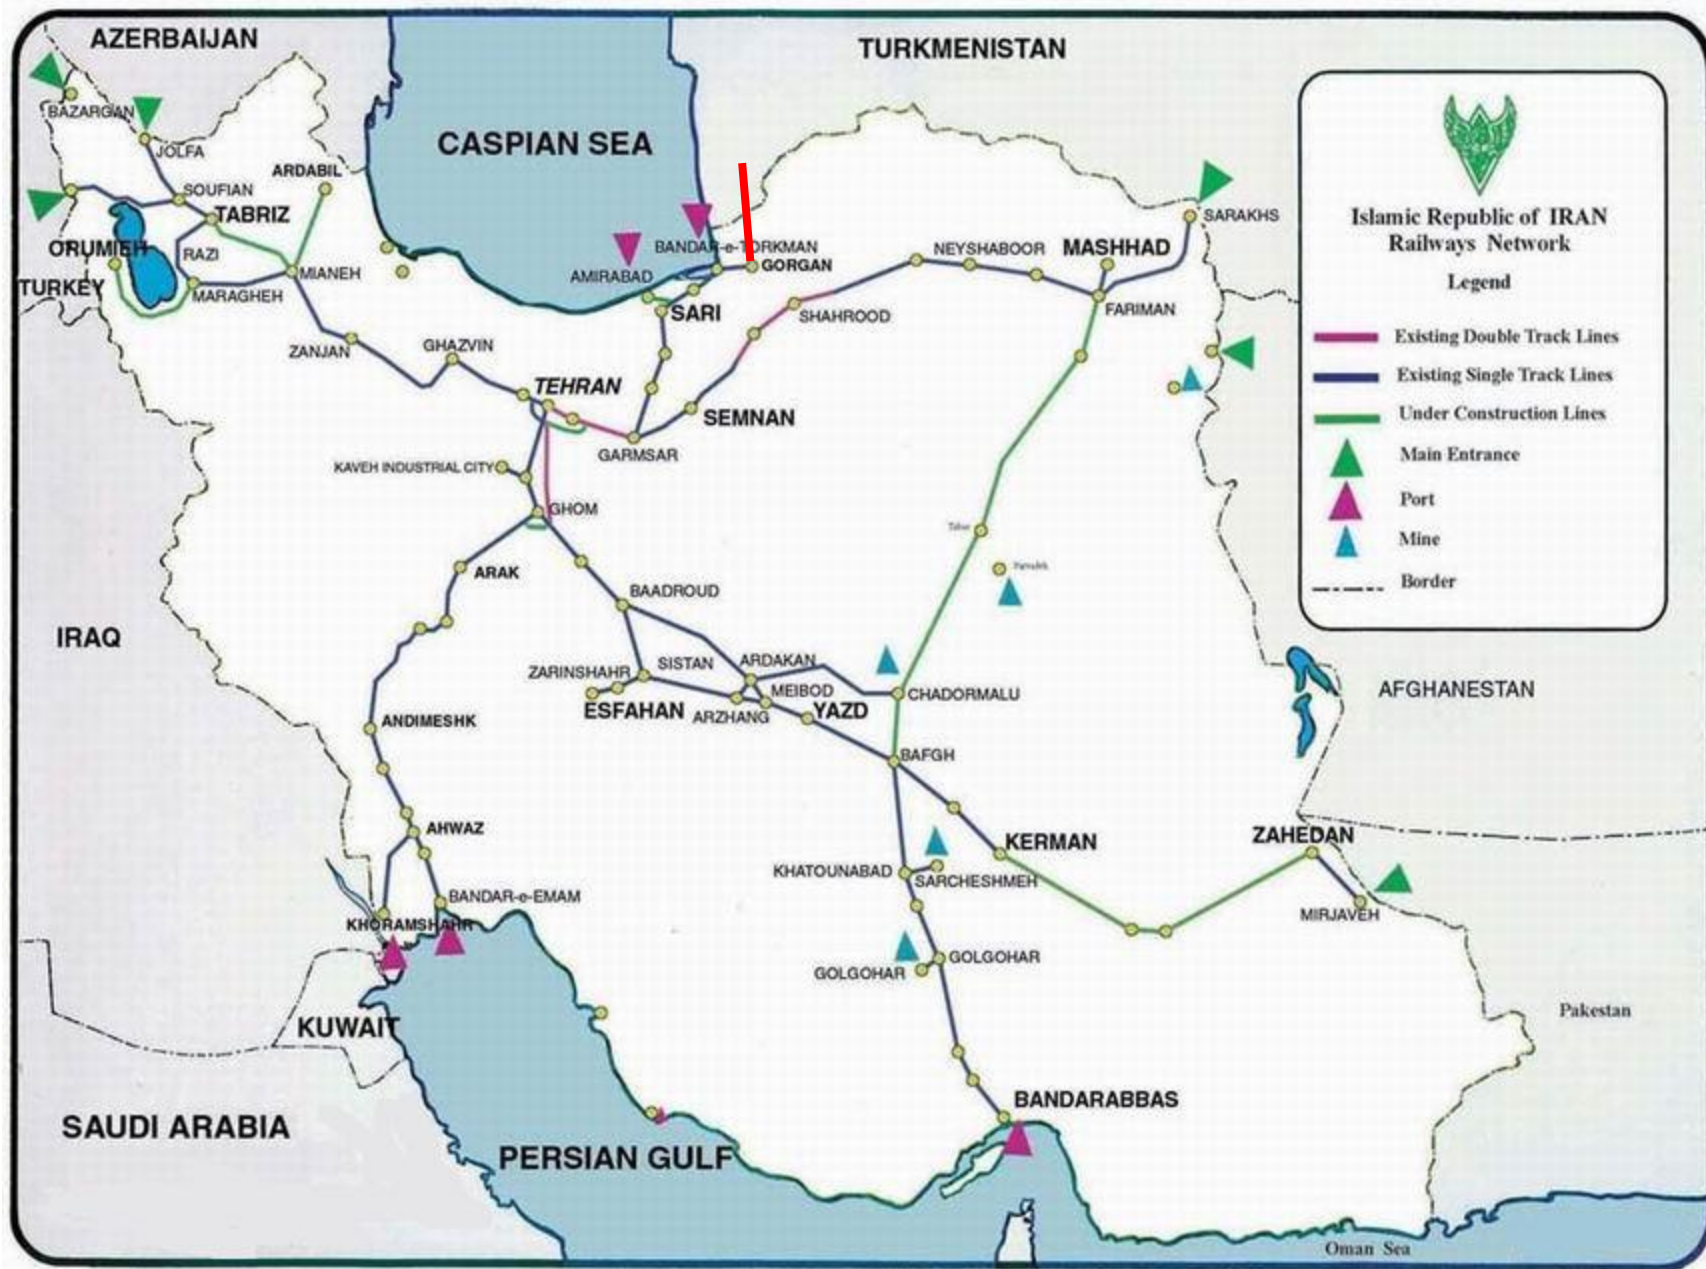 AZERBAIJAN
TURKMENISTAN
CASPIAN SEA
BAZARGAN
JOLFA
ARDABIL
SOUFIAN
TABRIZ
ORUMIEH
RAZI
MIANEH
TURKEY
MARAGHEH
ZANJAN
GHAZVIN
TEHRAN
AMIRABAD
BANDAR-e-TORKMAN
GORGAN
SARI
SHAHROOD
NEYSHABOOR
MASHHAD
SARAKHS
FARIMAN
SEMNAN
GARMSAR
KAVEH INDUSTRIAL CITY
GHOM
ARAK
BAADROUD
IRAQ
ZARINSHAHR
SISTAN
ARDAKAN
MEIBOD
ESFAHAN
ARZHANG
YAZD
CHADORMALU
ANDIMESHK
BAFGH
AHWAZ
KERMAN
ZAHEDAN
KHATOUNABAD
SARCHESHMEH
BANDAR-e-EMAM
KHORAMSHAHR
MIRJAVEH
GOLGOHAR
GOLGOHAR
KUWAIT
SAUDI ARABIA
PERSIAN GULF
BANDARABBAS
AFGHANESTAN
Pakestan
Oman Sea
Islamic Republic of IRAN
Railways Network
Legend
Existing Double Track Lines
Existing Single Track Lines
Under Construction Lines
Main Entrance
Port
Mine
Border